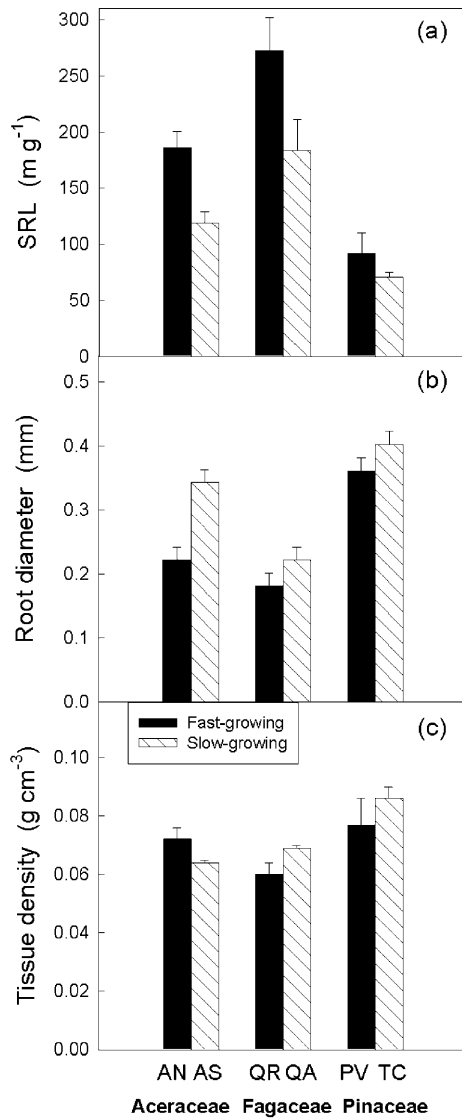 (a)
300
250
200
150
100
50
0
SRL (m g-1)
(b)
0.5
0.4
0.3
0.2
0.1
0.0
Root diameter (mm)
Fast-growing
Slow-growing
(c)
0.10
0.08
0.06
0.04
0.02
0.00
Tissue density (g cm-3)
AN AS QR QA PV TC
Aceraceae Fagaceae Pinaceae